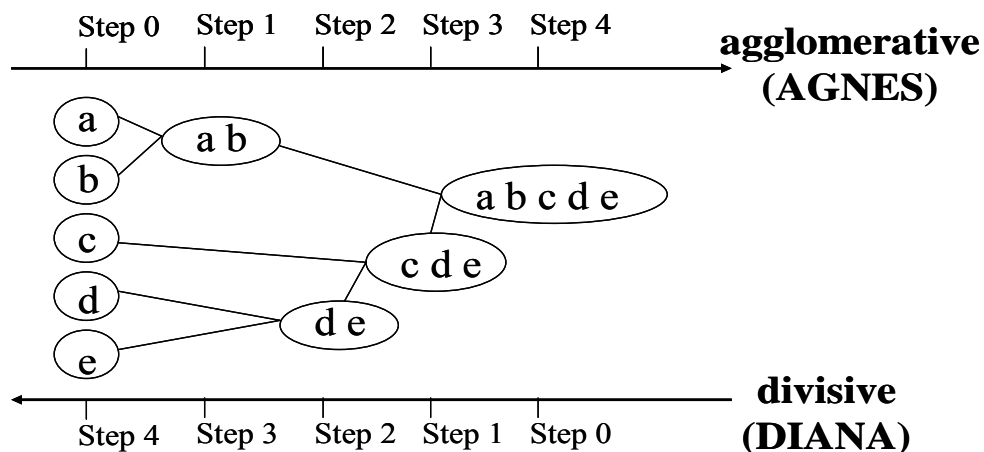 Step 0 Step 1 Step 2 Step 3 Step 4
agglomerative
(AGNES)
a
a b
b
a b c d e
c
c d e
d
d e
e
divisive
(DIANA)
Step 4 Step 3 Step 2 Step 1 Step 0